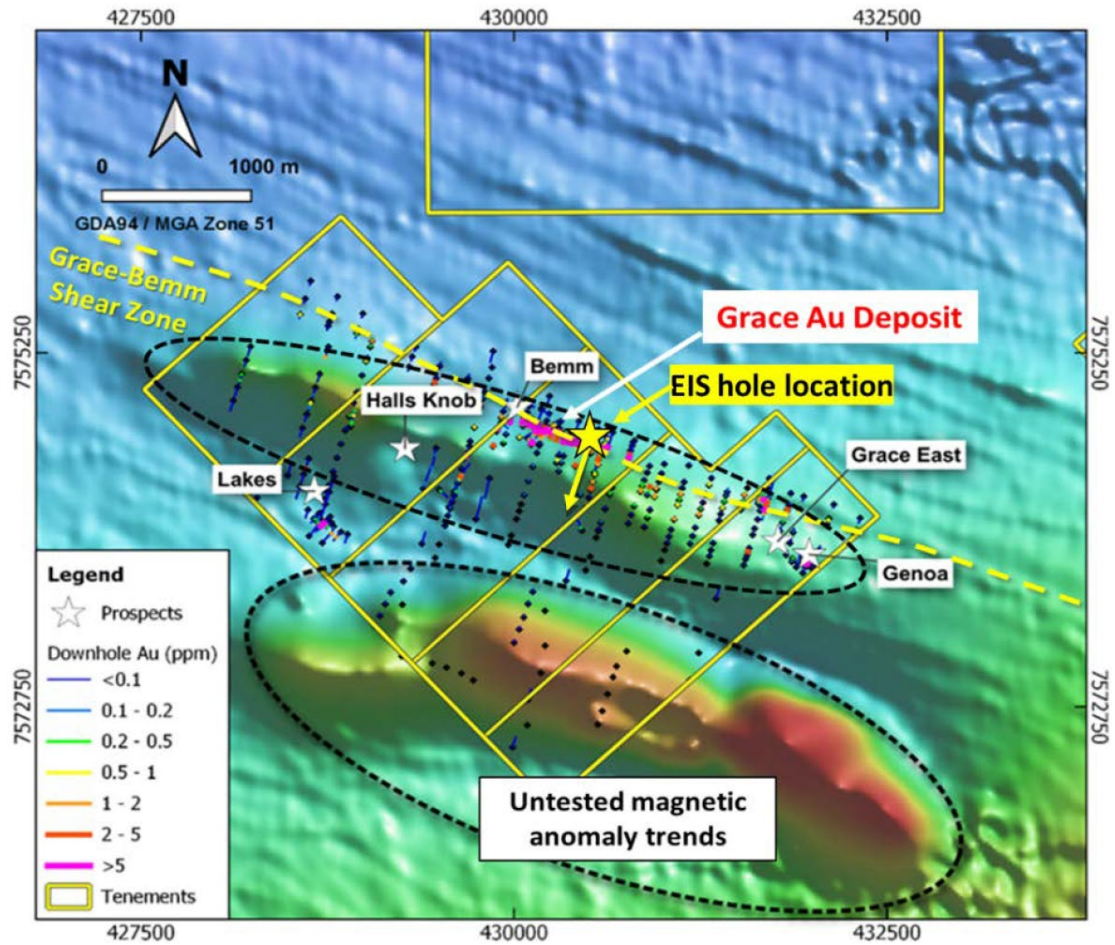 427500
430000
432500
N
0 1000 m
GDA94 / MGA Zone 51
Grace-Bemm
Shear Zone
7575250
7575250
Grace Au Deposit
Bemm
EIS hole location
Halls Knob
Grace East
Lakes
Genoa
Legend
Prospects
Downhole Au (ppm)
<0.1
0.1 - 0.2
0.2 - 0.5
0.5 - 1
1 - 2
2 - 5
>5
Tenements
7572750
7572750
Untested magnetic
anomaly trends
427500
430000
432500